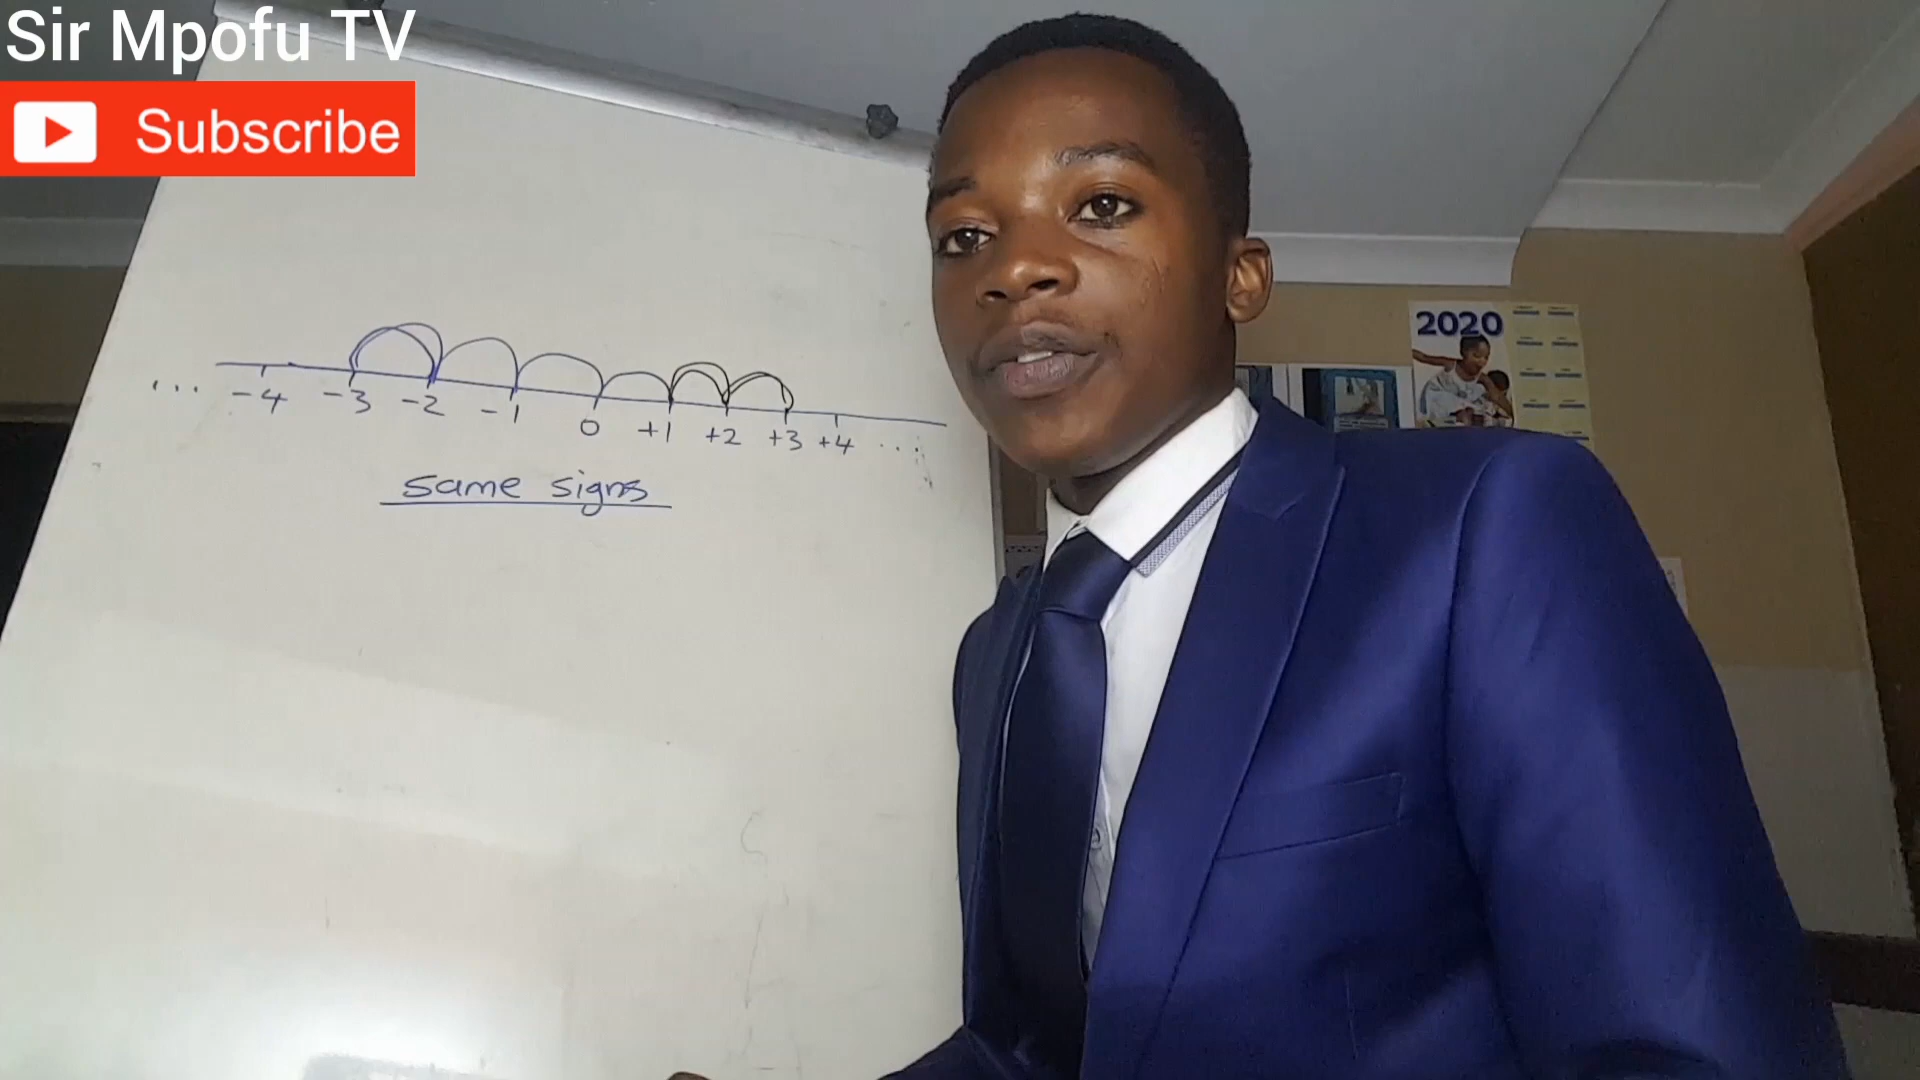 Sir Mpofu TV
Subscribe
2020
... -4 -3 -2 -1 0 +1 +2 +3 +4 ...
same signs